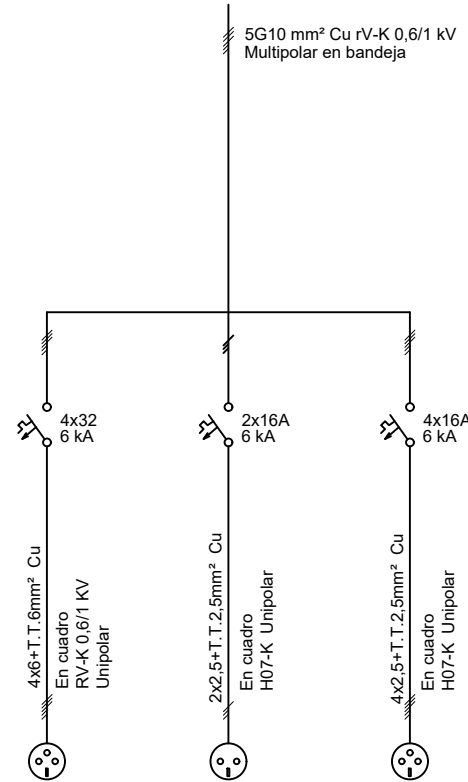 5G10 mm² Cu rV-K 0,6/1 kV
Multipolar en bandeja
4x32
6 kA
2x16A
6 kA
4x16A
6 kA
4x6+T.T.6mm² Cu
En cuadro
RV-K 0,6/1 KV
Unipolar
2x2,5+T.T.2,5mm² Cu
En cuadro
H07-K Unipolar
4x2,5+T.T.2,5mm² Cu
En cuadro
H07-K Unipolar